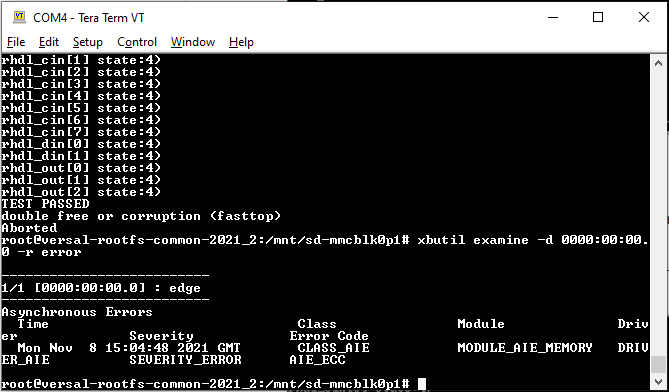 COM4 - Tera Term VT
File Edit Setup Control Window Help
rhdl_cin[1] state:4)
rhdl_cin[2] state:4)
rhdl_cin[3] state:4)
rhdl_cin[4] state:4)
rhdl_cin[5] state:4)
rhdl_cin[6] state:4)
rhdl_cin[7] state:4)
rhdl_din[0] state:4)
rhdl_din[1] state:4)
rhdl_out[0] state:4)
rhdl_out[1] state:4)
rhdl_out[2] state:4)
TEST PASSED
double free or corruption (fasttop)
Aborted
root@versal-rootfs-common-2021_2:/mnt/sd-mmcblk0p1# xbutil examine -d 0000:00:00.
0 -r error
--------------------------
1/1 [0000:00:00.0] : edge
--------------------------
Asynchronous Errors
Time Class Module Driv
er Severity Error Code
Mon Nov 8 15:04:48 2021 GMT CLASS_AIE MODULE_AIE_MEMORY DRIV
ER_AIE SEVERITY_ERROR AIE_ECC
root@versal-rootfs-common-2021_2:/mnt/sd-mmcblk0p1#